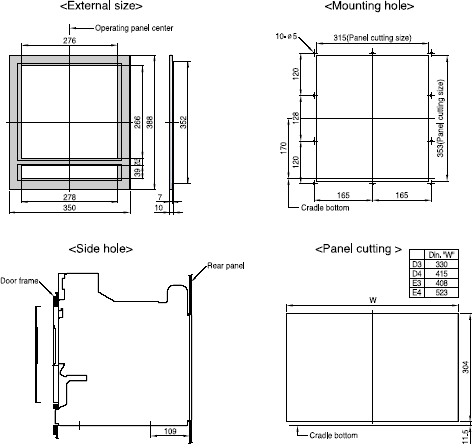 <External size>
Operating panel center
276
266
388
352
39
278
350
7
10
<Mounting hole>
10-ø5
315(Panel cutting size)
120
128
170
120
353(Panel cutting size)
165
165
Cradle bottom
<Side hole>
Door frame
Rear panel
109
<Panel cutting >
Din. "W"
D3 330
D4 415
E3 408
E4 523
W
304
11.5
Cradle bottom